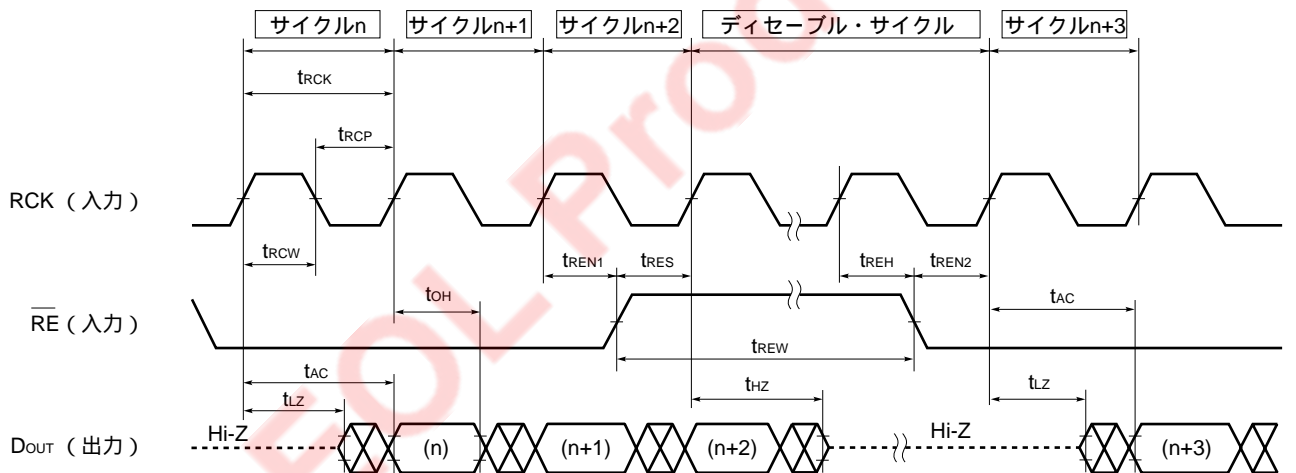 サイクルn サイクルn+1 サイクルn+2 ディセーブル・サイクル サイクルn+3
tRCK
tRCP
RCK（入力）
tRCW tREN1 tRES tREH tREN2
tOH tAC
RE（入力）
tREW
tAC tHZ
tLZ tLZ
DOUT（出力） Hi-Z (n) (n+1) (n+2) Hi-Z (n+3)
EOL Prod